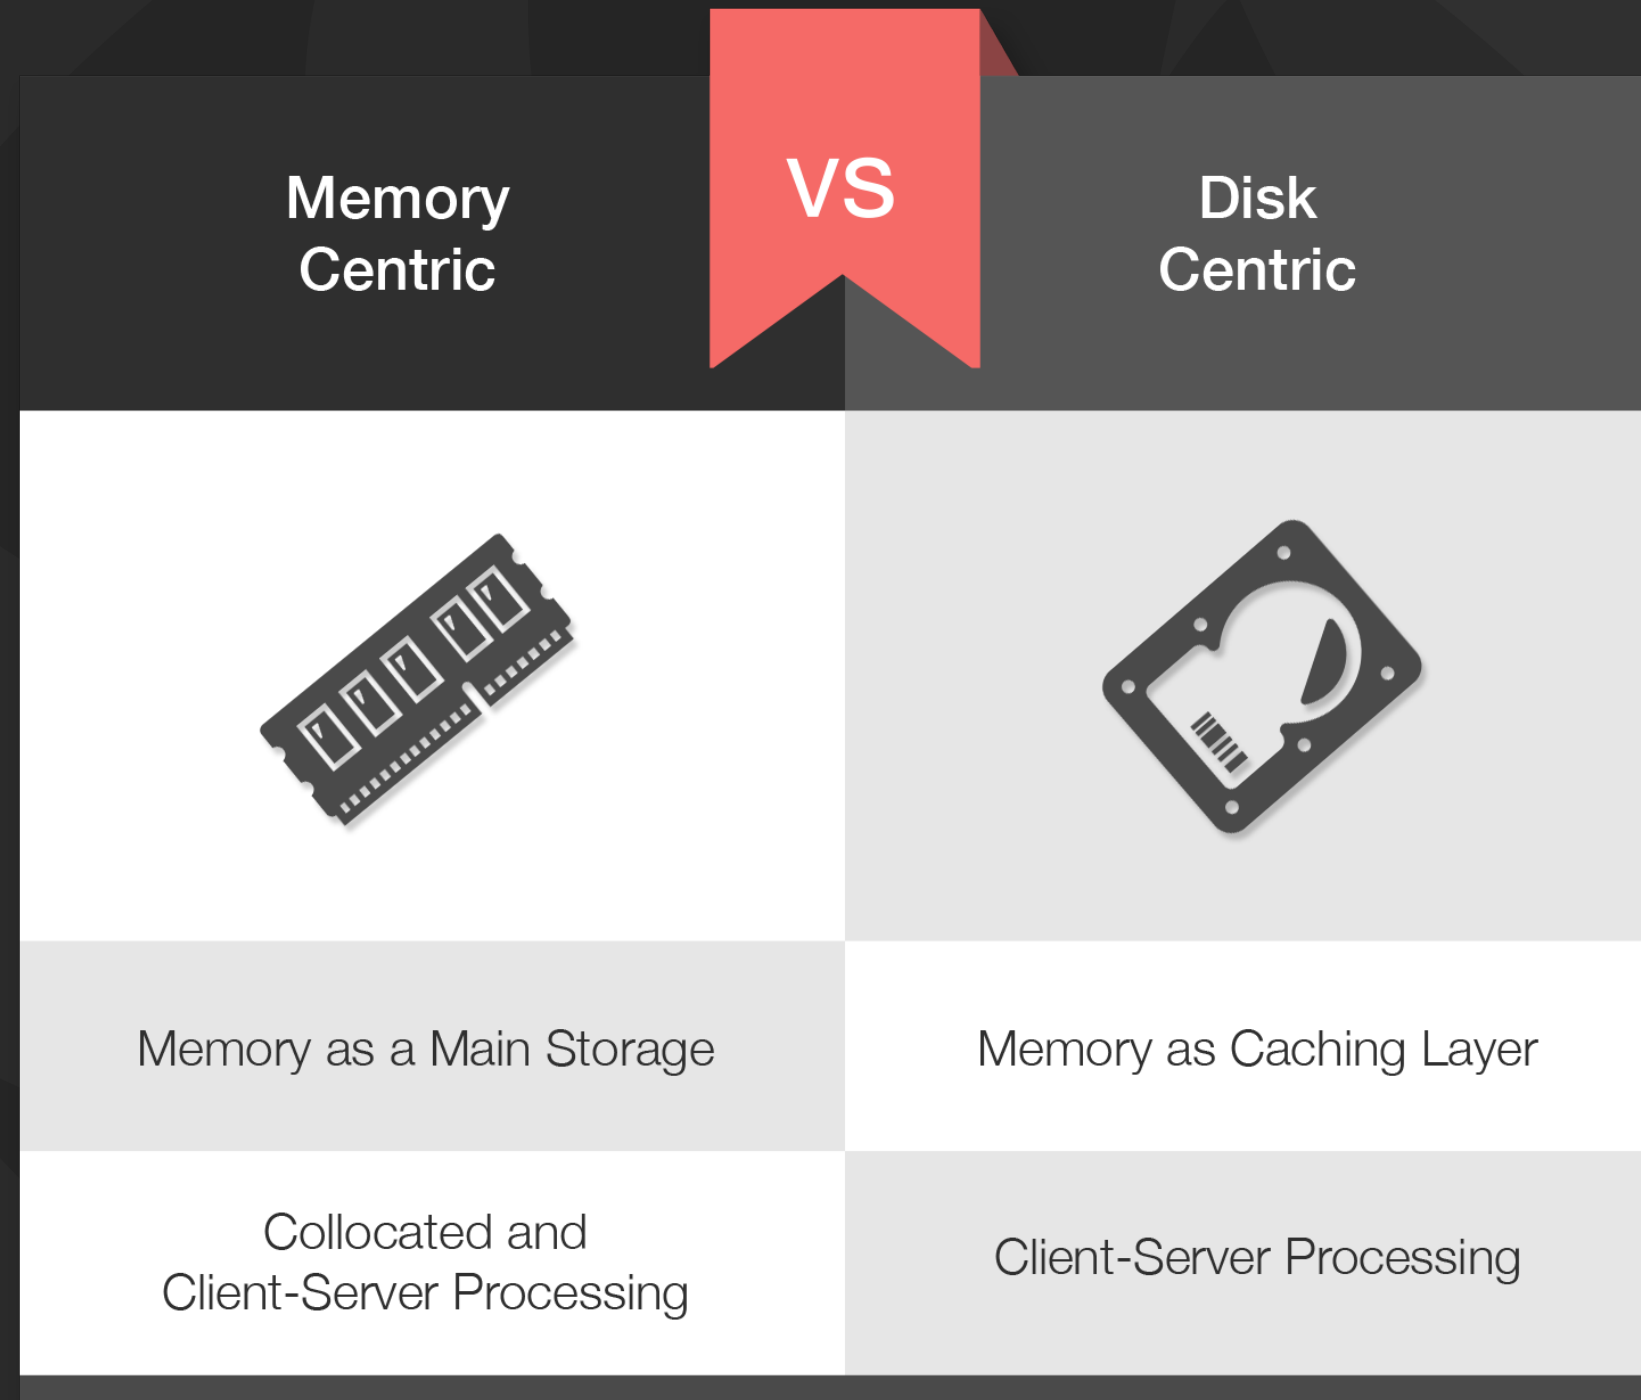 Memory
Centric
VS
Disk
Centric
Memory as a Main Storage
Memory as Caching Layer
Collocated and
Client-Server Processing
Client-Server Processing